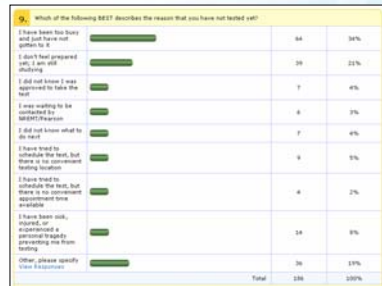 9. Which of the following BEST describes the reason that you have not tested yet?
I have been too busy
and just have not
gotten to it 64 34%
I don't feel prepared
yet; I am still
studying 39 21%
I did not know I was
approved to take the
test 7 4%
I was waiting to be
contacted by
NREMT/Pearson 6 3%
I did not know what to
do next 7 4%
I have tried to
schedule the test, but
there is no convenient
testing location 9 5%
I have tried to
schedule the test, but
there is no convenient
appointment time
available 4 2%
I have been sick,
injured, or
experienced a
personal tragedy
preventing me from
testing 14 8%
Other, please specify
View Responses 36 19%
Total 186 100%